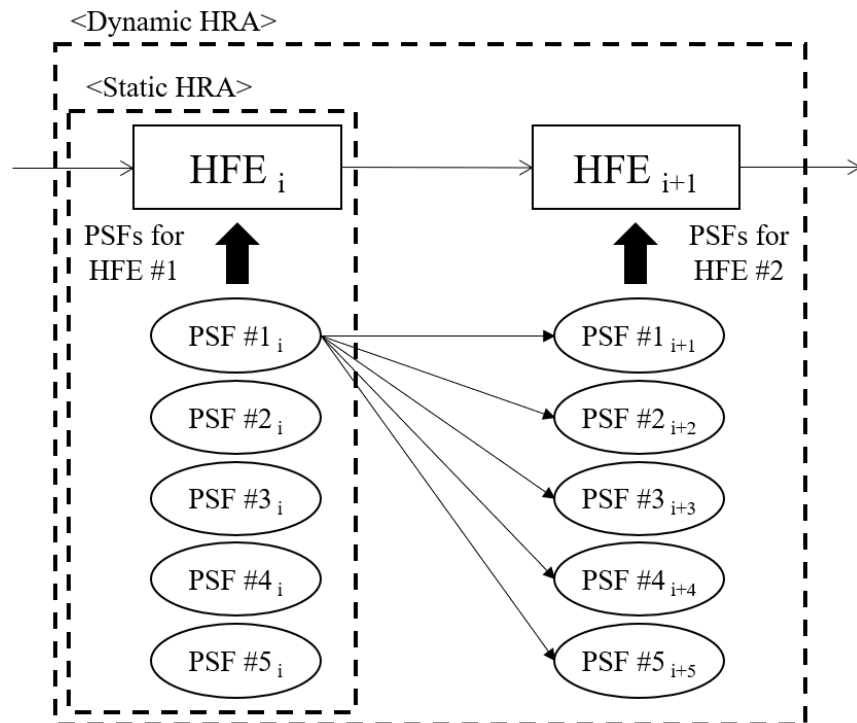 <Dynamic HRA>
<Static HRA>
HFE i
HFE i+1
PSFs for
HFE #1
PSFs for
HFE #2
PSF #1 i
PSF #1 i+1
PSF #2 i
PSF #2 i+2
PSF #3 i
PSF #3 i+3
PSF #4 i
PSF #4 i+4
PSF #5 i
PSF #5 i+5